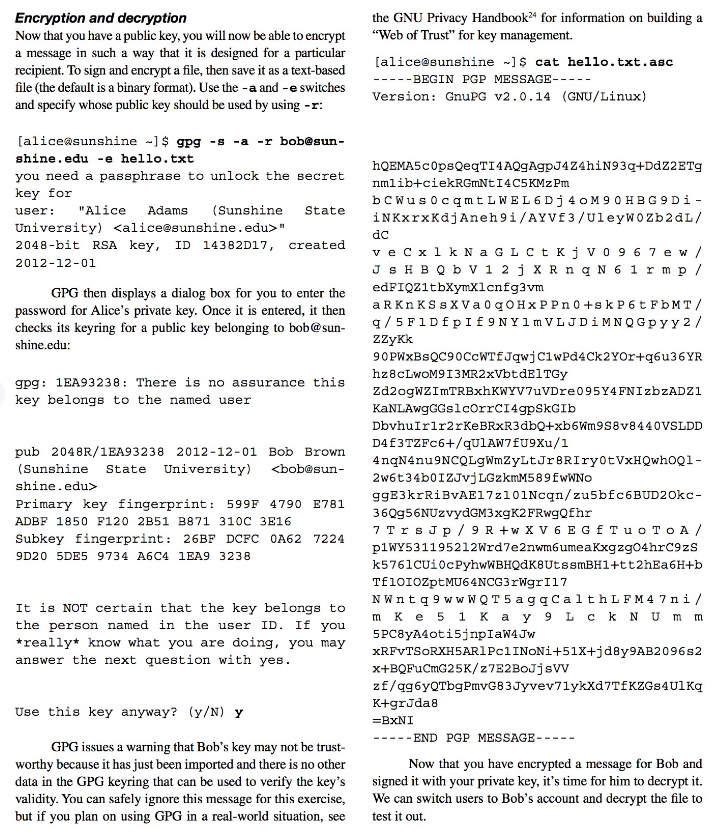 Encryption and decryption
Now that you have a public key, you will now be able to encrypt
a message in such a way that it is designed for a particular
recipient. To sign and encrypt a file, then save it as a text-based
file (the default is a binary format). Use the -a and -e switches
and specify whose public key should be used by using -r:
[alice@sunshine ~]$ gpg -s -a -r bob@sun-
shine.edu -e hello.txt
you need a passphrase to unlock the secret
key for
user: "Alice Adams (Sunshine State
University) <alice@sunshine.edu>"
2048-bit RSA key, ID 14382D17, created
2012-12-01
GPG then displays a dialog box for you to enter the
password for Alice's private key. Once it is entered, it then
checks its keyring for a public key belonging to bob@sun-
shine.edu:
gpg: 1EA93238: There is no assurance this
key belongs to the named user
pub 2048R/1EA93238 2012-12-01 Bob Brown
(Sunshine State University) <bob@sun-
shine.edu>
Primary key fingerprint: 599F 4790 E781
ADBF 1850 F120 2B51 B871 310C 3E16
Subkey fingerprint: 26BF DCFC 0A62 7224
9D20 5DE5 9734 A6C4 1EA9 3238
It is NOT certain that the key belongs to
the person named in the user ID. If you
*really* know what you are doing, you may
answer the next question with yes.
Use this key anyway? (y/N) y
GPG issues a warning that Bob's key may not be trust-
worthy because it has just been imported and there is no other
data in the GPG keyring that can be used to verify the key's
validity. You can safely ignore this message for this exercise,
but if you plan on using GPG in a real-world situation, see
the GNU Privacy Handbook24 for information on building a
"Web of Trust" for key management.
[alice@sunshine ~]$ cat hello.txt.asc
-----BEGIN PGP MESSAGE-----
Version: GnuPG v2.0.14 (GNU/Linux)
hQEMA5c0psQeqTI4AQgAgpJ4Z4hiN93q+DdZ2ETg
nmlib+ciekRGmNtI4C5KMzPm
bCWus0cqmtLWEL6Dj4oM90HBG9Di-
iNKxrxKdjAneh9i/AYVf3/UleyW0Zb2dL/
dC
veCxlkNaGLCtKjV0967ew/
JsHBQbV12jXRnqN61rmp/
edFIQZ1tbXymXlcnfg3vm
aRKnKSsXVa0qOHxPPn0+skP6tFbMT/
q/5FlDfpIf9NYlmVLJDiMNQGpyy2/
ZZyKk
90PWxBsQC90CcWTfJqwjC1wPd4Ck2YOr+q6u36YR
hz8cLwoM9I3MR2xVbtdElTGy
Zd2ogWZImTRBxhKWYV7uVDre095Y4FNIzbzADZ1
KaNLAwgGGslcOrrCI4gpSkGIb
DbvhuIr1r2rKeBRxR3dbQ+xb6Wm9S8v8440VSLDD
D4f3TZFc6+/qUlAW7fU9Xu/1
4nqN4nu9NCQLgWmZyLtJr8RIry0tVxHQwhOQl-
2w6t34b0IZJvjLGzkmM589fwWNo
ggE3krRiBvAE17z101Ncqn/zu5bfc6BUD2Okc-
36Qg56NUzvydGM3xgK2FRwgQfhr
7TrsJp/9R+wXV6EGfTuoToA/
p1WY53119521 2Wrd7e2nwm6umeaKxgzgO4hrC9zS
k576lCUi0cPyhwWBHQdK8UtssmBH1+tt2hEa6H+b
Tfl0IOZptMU64NCG3rWgrIl7
NWntq9wwWQT5agqCalthLFM47ni/
mKe51Kay9LckNUmm
5PC8yA4oti5jnpIaW4Jw
xRFvTSoRXH5ARlPc1INoNi+51X+jd8y9AB2096s2
x+BQFuCmG25K/z7E2BoJjsVV
zf/qg6yQTbgPmvG83Jyvev71ykXd7TfKZGs4UlKq
K+grJda8
=BxNI
-----END PGP MESSAGE-----
Now that you have encrypted a message for Bob and
signed it with your private key, it's time for him to decrypt it.
We can switch users to Bob's account and decrypt the file to
test it out.